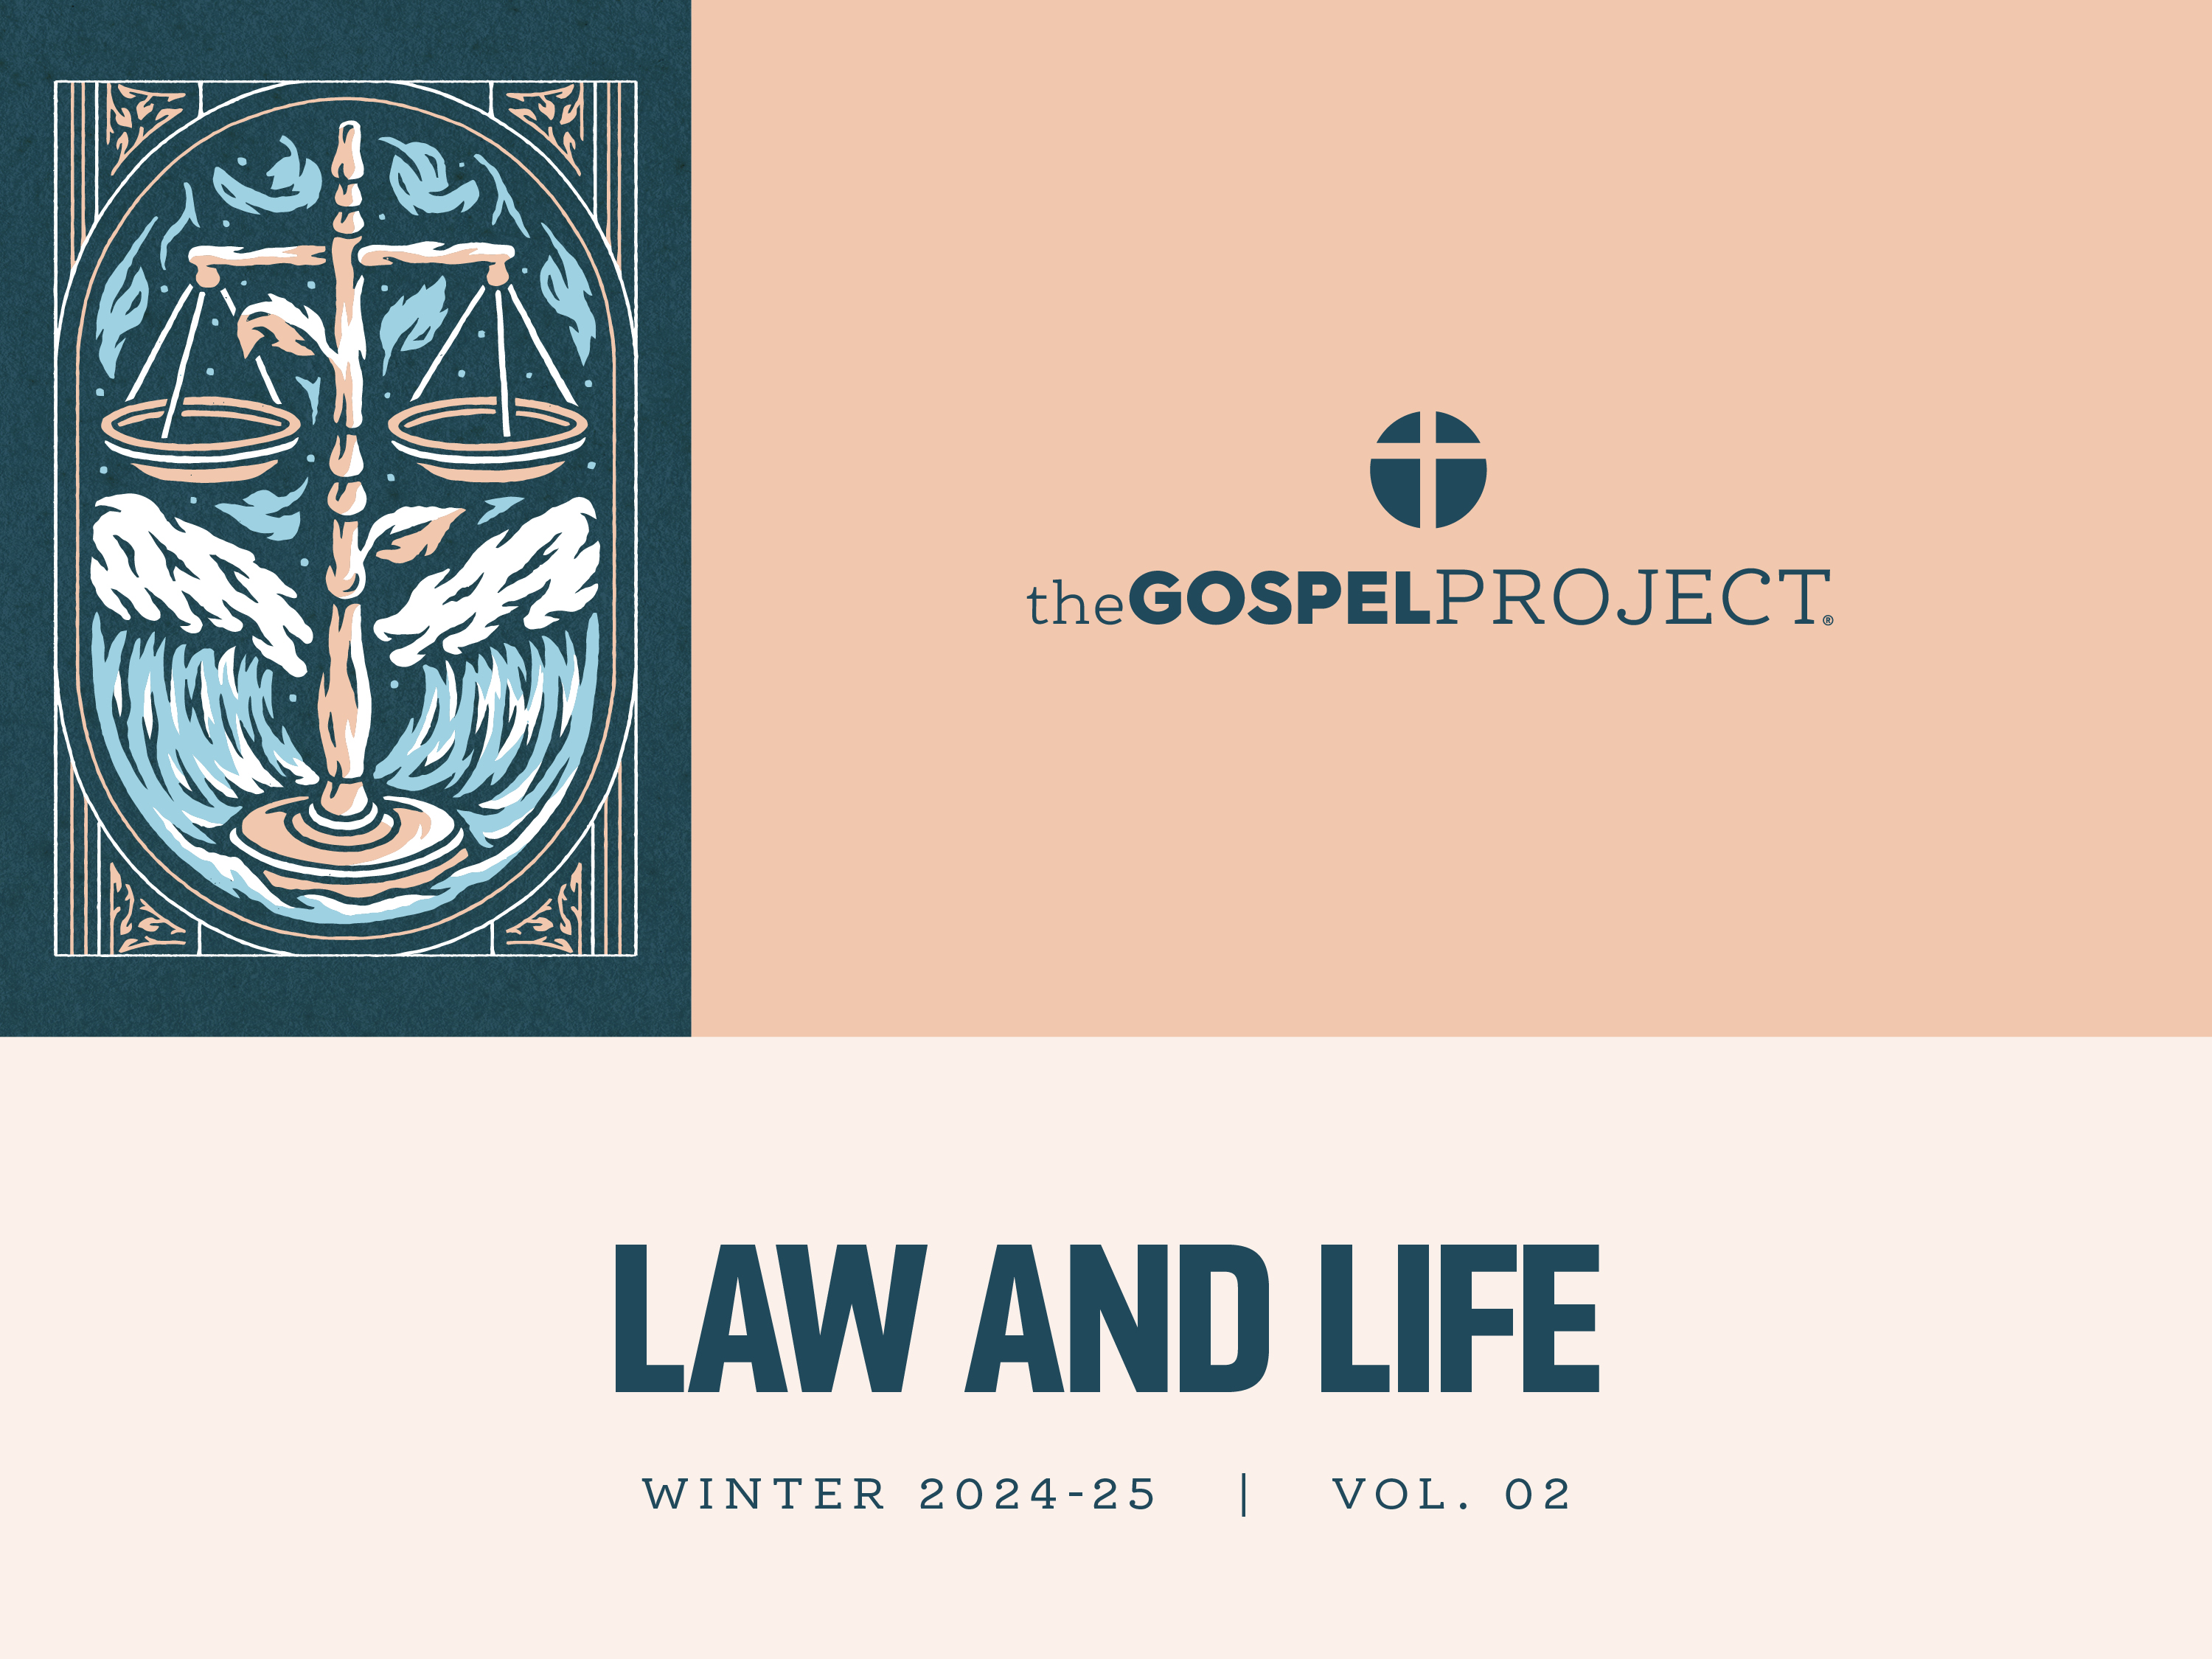 theGOSPELPROJECT®
LAW AND LIFE
WINTER 2024-25 | VOL. 02